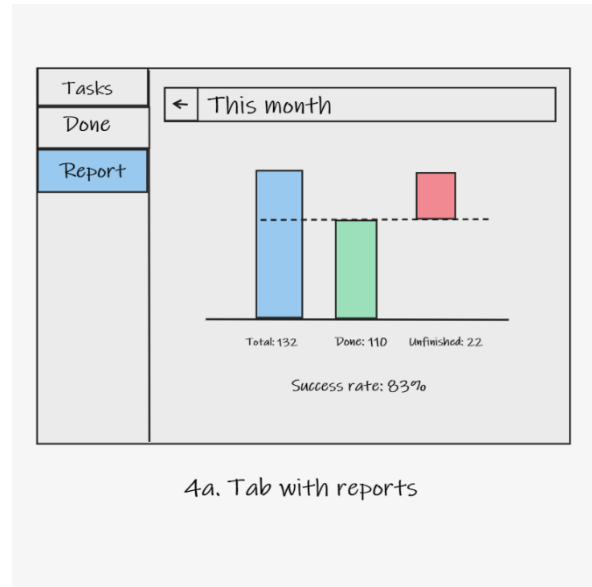 Tasks
Done
Report
← This month
Total: 132 Done: 110 Unfinished: 22
Success rate: 83%
4a. Tab with reports